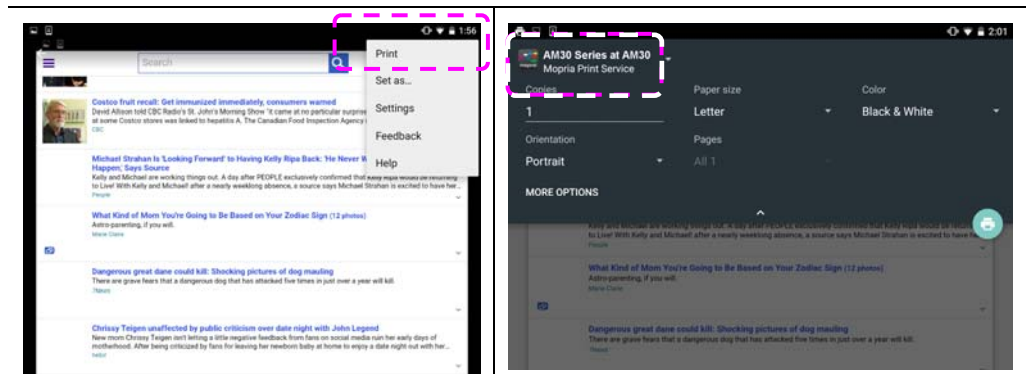 1:56
Search
Print
Set as...
Settings
Feedback
Help
Costco fruit recall: Get immunized immediately, consumers warned
David Allison told CBC Radio's St. John's Morning Show "it came at no particular surprise
at some Costco stores was linked to hepatitis A. The Canadian Food Inspection Agency
CBC
Michael Strahan Is 'Looking Forward' to Having Kelly Ripa Back: 'He Never W
Happen,' Says Source
Kelly and Michael are working things out. A day after PEOPLE exclusively confirmed that Kelly Ripa would be returning
to Live! With Kelly and Michael! after a nearly weeklong absence, a source says Michael Strahan is excited to have her...
People
What Kind of Mom You're Going to Be Based on Your Zodiac Sign (12 photos)
Astro-parenting, if you will.
Marie Claire
Dangerous great dane could kill: Shocking pictures of dog mauling
There are grave fears that a dangerous dog that has attacked five times in just over a year will kill.
7News
Chrissy Teigen unaffected by public criticism over date night with John Legend
New mom Chrissy Teigen isn't letting a little negative feedback from fans on social media ruin her early days of
motherhood. After being criticized by fans for leaving her newborn baby at home to enjoy a date night out with her...
2:01
AM30 Series at AM30
mopria
Mopria Print Service
Copies
Paper size
Color
1
Letter
Black & White
Orientation
Pages
Portrait
All 1
MORE OPTIONS
Kelly and Michael are working things out. A day after PEOPLE exclusively confirmed that Kelly Ripa would be return
to Live! With Kelly and Michael! after a nearly weeklong absence, a source says Michael Strahan is excited to have he
People
What Kind of Mom You're Going to Be Based on Your Zodiac Sign (12 photos)
Astro-parenting, if you will.
Marie Claire
Dangerous great dane could kill: Shocking pictures of dog mauling
There are grave fears that a dangerous dog that has attacked five times in just over a year will kill.
7News